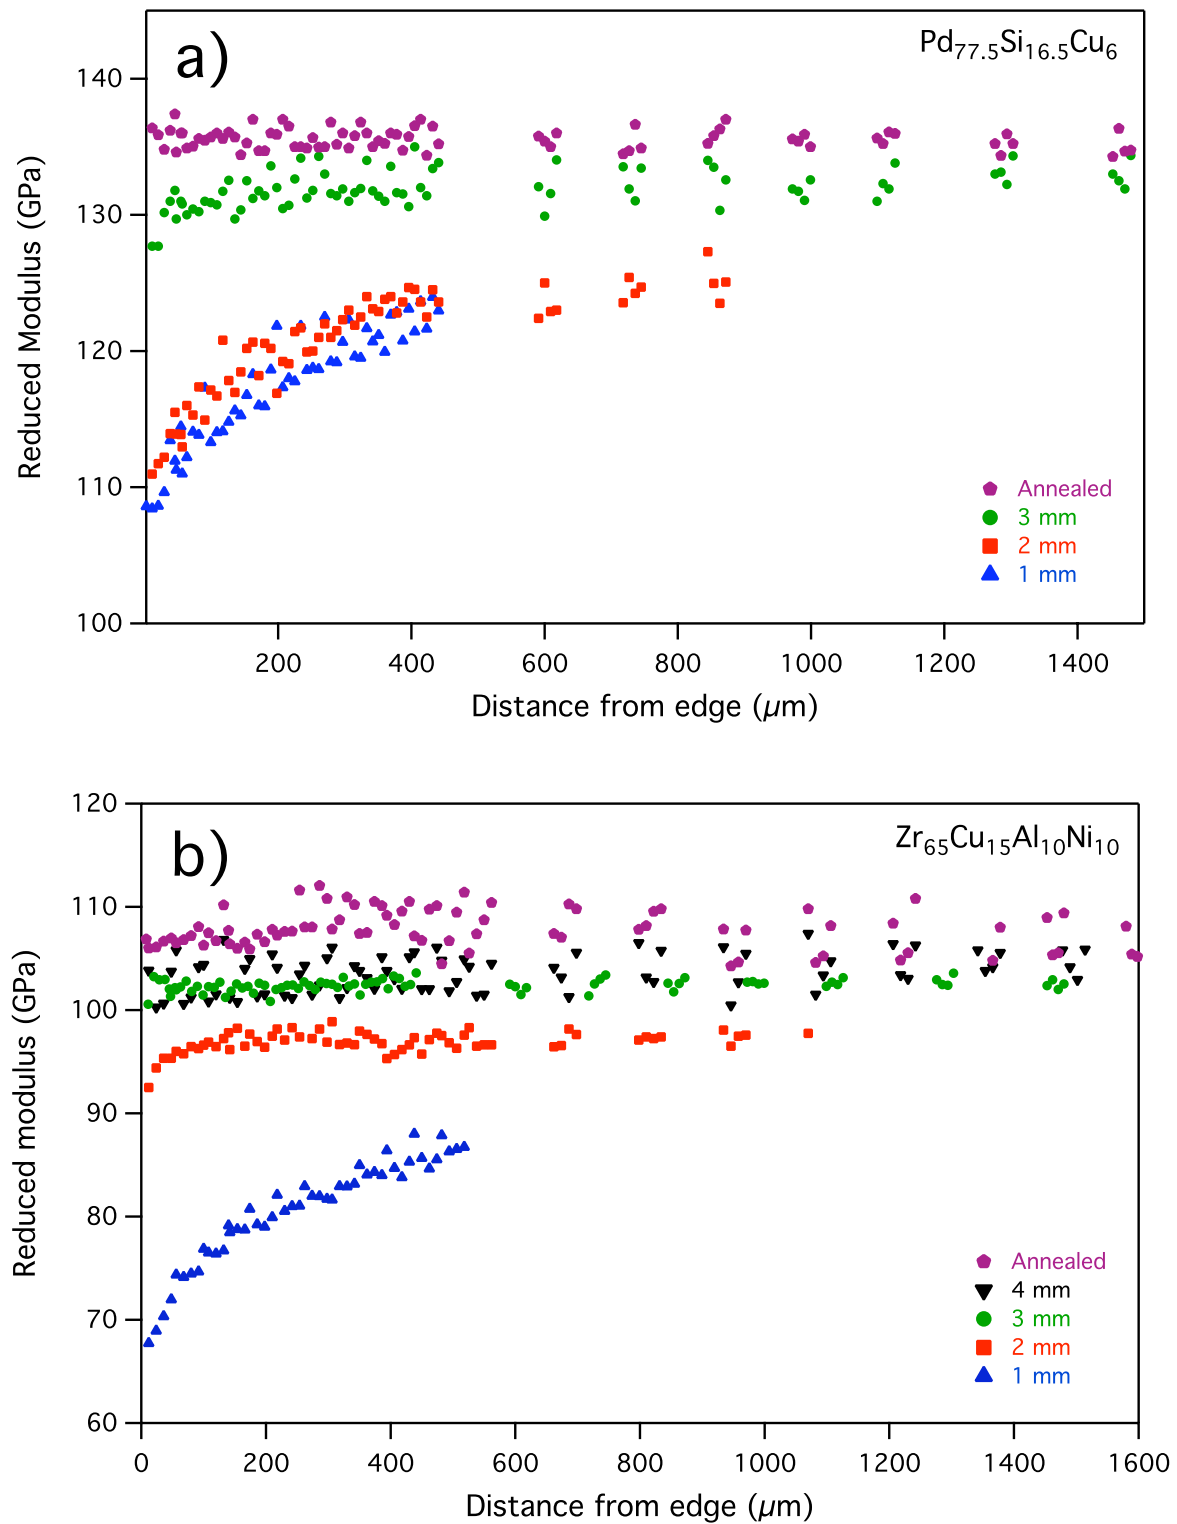 a)
Pd77.5Si16.5Cu6
140
130
120
110
100
Reduced Modulus (GPa)
Annealed
3 mm
2 mm
1 mm
200 400 600 800 1000 1200 1400
Distance from edge (µm)
b)
Zr65Cu15Al10Ni10
120
110
100
90
80
70
60
Reduced modulus (GPa)
Annealed
4 mm
3 mm
2 mm
1 mm
0 200 400 600 800 1000 1200 1400 1600
Distance from edge (µm)